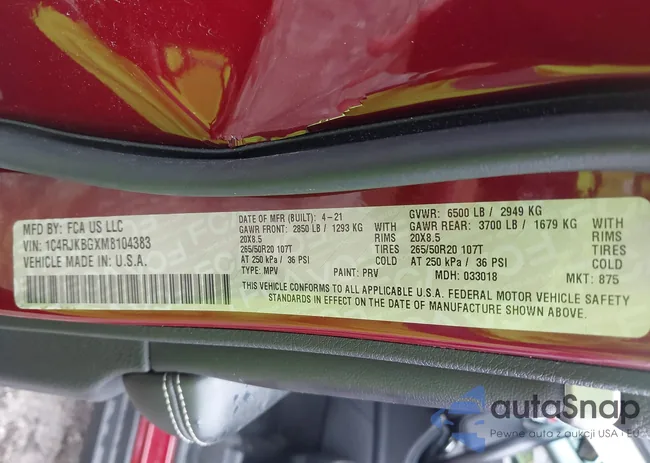 MFD BY: FCA US LLC
VIN: 1C4RJKBGXM8104383
VEHICLE MADE IN U.S.A.
DATE OF MFR (BUILT): 4-21
GAWR FRONT: 2850 LB / 1293 KG
20X8.5 RIMS
265/50R20 107T TIRES
AT 250 kPa / 36 PSI COLD
TYPE: MPV PAINT: PRV
GVWR: 6500 LB / 2949 KG
GAWR REAR: 3700 LB / 1679 KG
20X8.5 RIMS
265/50R20 107T TIRES
AT 250 kPa / 36 PSI COLD
MDH: 033018 MKT: 875
THIS VEHICLE CONFORMS TO ALL APPLICABLE U.S.A. FEDERAL MOTOR VEHICLE SAFETY
STANDARDS IN EFFECT ON THE DATE OF MANUFACTURE SHOWN ABOVE.
autoSnap
Pewne auto z aukcji USA i EU